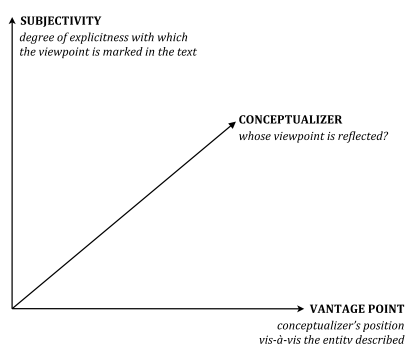 SUBJECTIVITY
degree of explicitness with which
the viewpoint is marked in the text
CONCEPTUALIZER
whose viewpoint is reflected?
VANTAGE POINT
conceptualizer's position
vis-à-vis the entity described